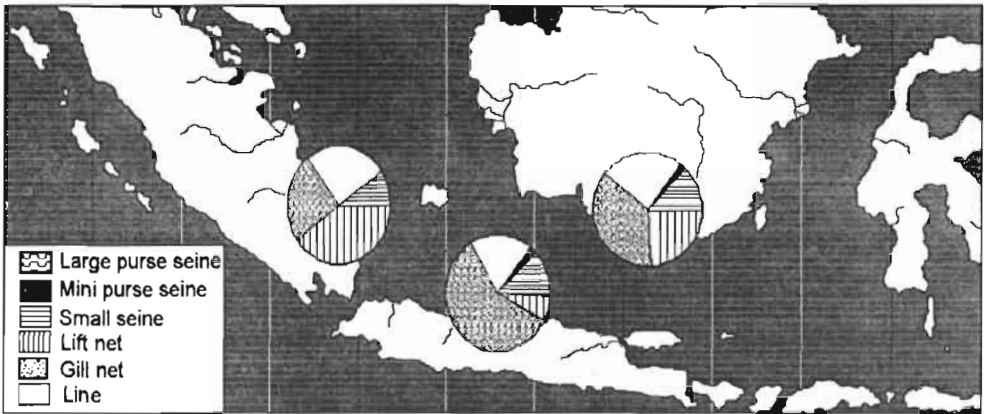 Large purse seine
Mini purse seine
Small seine
Lift net
Gill net
Line